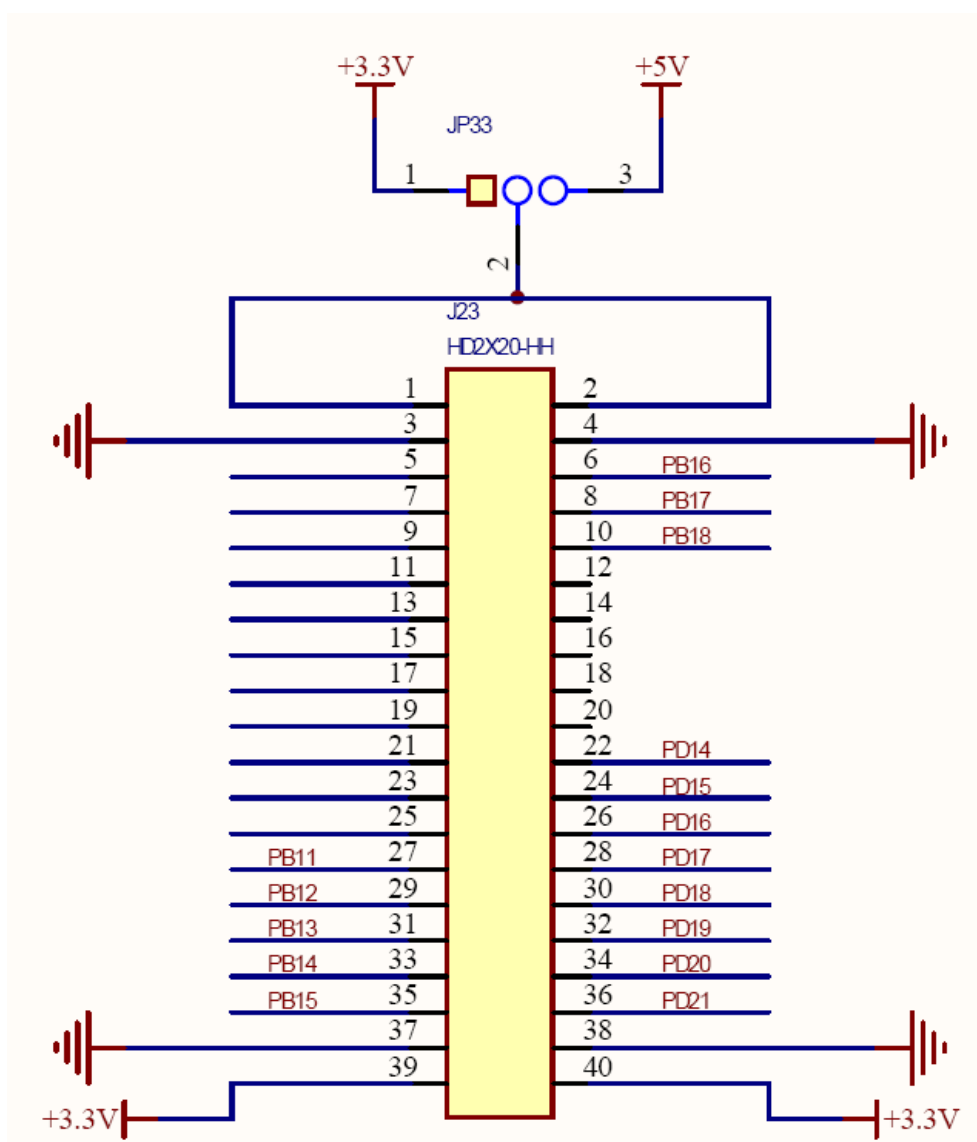 +3.3V +5V
JP33
1 3
2
J23
HD2X20-HH
1 2
3 4
5 6 PB16
7 8 PB17
9 10 PB18
11 12
13 14
15 16
17 18
19 20
21 22 PD14
23 24 PD15
25 26 PD16
PB11 27 28 PD17
PB12 29 30 PD18
PB13 31 32 PD19
PB14 33 34 PD20
PB15 35 36 PD21
37 38
39 40
+3.3V +3.3V